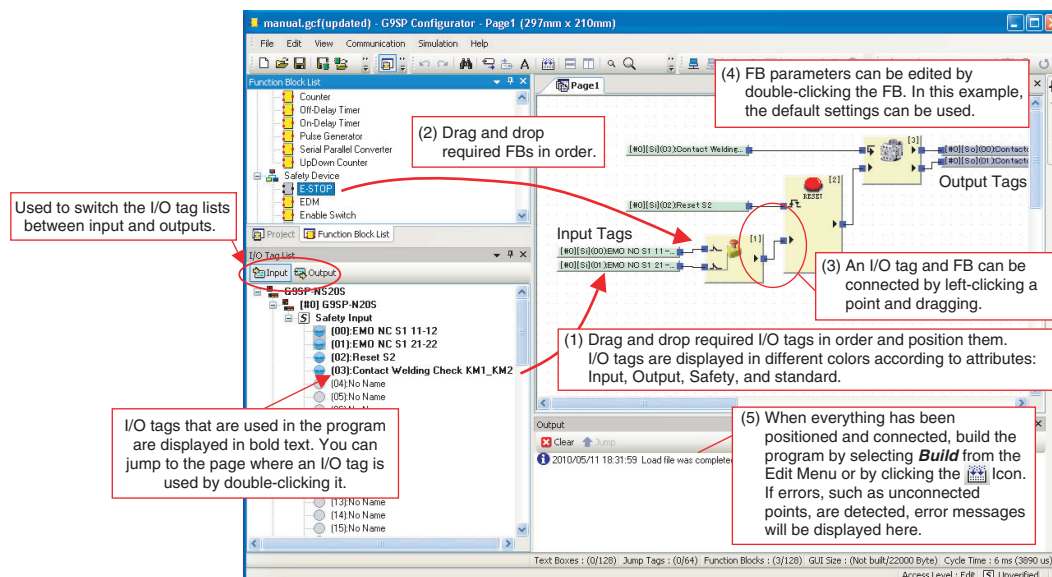 manual.gcf(updated) - G9SP Configurator - Page1 (297mm x 210mm)
File Edit View Communication Simulation Help
Function Block List
Counter
Off-Delay Timer
On-Delay Timer
Pulse Generator
Serial Parallel Converter
UpDown Counter
Safety Device
E-STOP
EDM
Enable Switch
Project Function Block List
I/O Tag List
Input Output
G9SP-NS20S
[#0] G9SP-N20S
Safety Input
(00):EMO NC S1 11-12
(01):EMO NC S1 21-22
(02):Reset S2
(03):Contact Welding Check KM1_KM2
(04):No Name
(05):No Name
(13):No Name
(14):No Name
(15):No Name
Used to switch the I/O tag lists
between input and outputs.
I/O tags that are used in the program
are displayed in bold text. You can
jump to the page where an I/O tag is
used by double-clicking it.
Page1
(2) Drag and drop
required FBs in order.
(4) FB parameters can be edited by
double-clicking the FB. In this example,
the default settings can be used.
[#0][Si](03):Contact Welding...
[3]
[#0][So](00):Contacto
[#0][So](01):Contacto
Output Tags
[#0][Si](02):Reset S2
[2]
RESET
Input Tags
[#0][Si](00):EMO NC S1 11-...
[#0][Si](01):EMO NC S1 21-...
[1]
(3) An I/O tag and FB can be
connected by left-clicking a
point and dragging.
(1) Drag and drop required I/O tags in order and position them.
I/O tags are displayed in different colors according to attributes:
Input, Output, Safety, and standard.
Output
Clear Jump
2010/05/11 18:31:59 Load file was complete
(5) When everything has been
positioned and connected, build the
program by selecting Build from the
Edit Menu or by clicking the Icon.
If errors, such as unconnected
points, are detected, error messages
will be displayed here.
Text Boxes : (0/128) Jump Tags : (0/64) Function Blocks : (3/128) GUI Size : (Not built/22000 Byte) Cycle Time : 6 ms (3890 us)
Access Level : Edit S Unverified